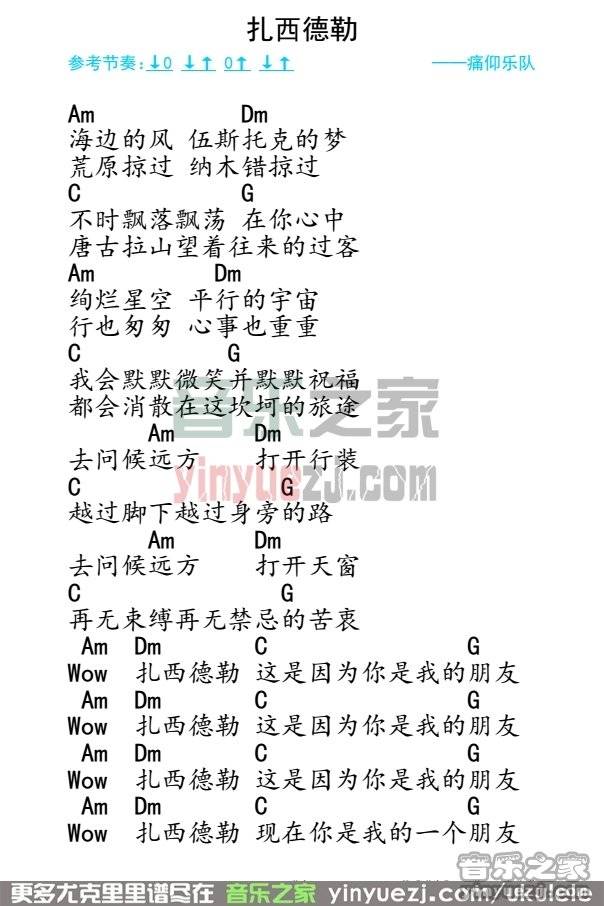 扎西德勒
参考节奏:↓0 ↓↑ 0↑ ↓↑ ——痛仰乐队
Am Dm
海边的风 伍斯托克的梦
荒原掠过 纳木错掠过
C G
不时飘落飘荡 在你心中
唐古拉山望着往来的过客
Am Dm
绚烂星空 平行的宇宙
行也匆匆 心事也重重
C G
我会默默微笑并默默祝福
都会消散在这坎坷的旅途
音乐之家
Am Dm
去问候远方 打开行装
yinyuezj.com
C G
越过脚下越过身旁的路
Am Dm
去问候远方 打开天窗
C G
再无束缚再无禁忌的苦衷
Am Dm C G
Wow 扎西德勒 这是因为你是我的朋友
Am Dm C G
Wow 扎西德勒 这是因为你是我的朋友
Am Dm C G
Wow 扎西德勒 这是因为你是我的朋友
Am Dm C G
Wow 扎西德勒 现在你是我的一个朋友
音乐之家
更多尤克里里谱尽在 音乐之家 yinyuezj.com